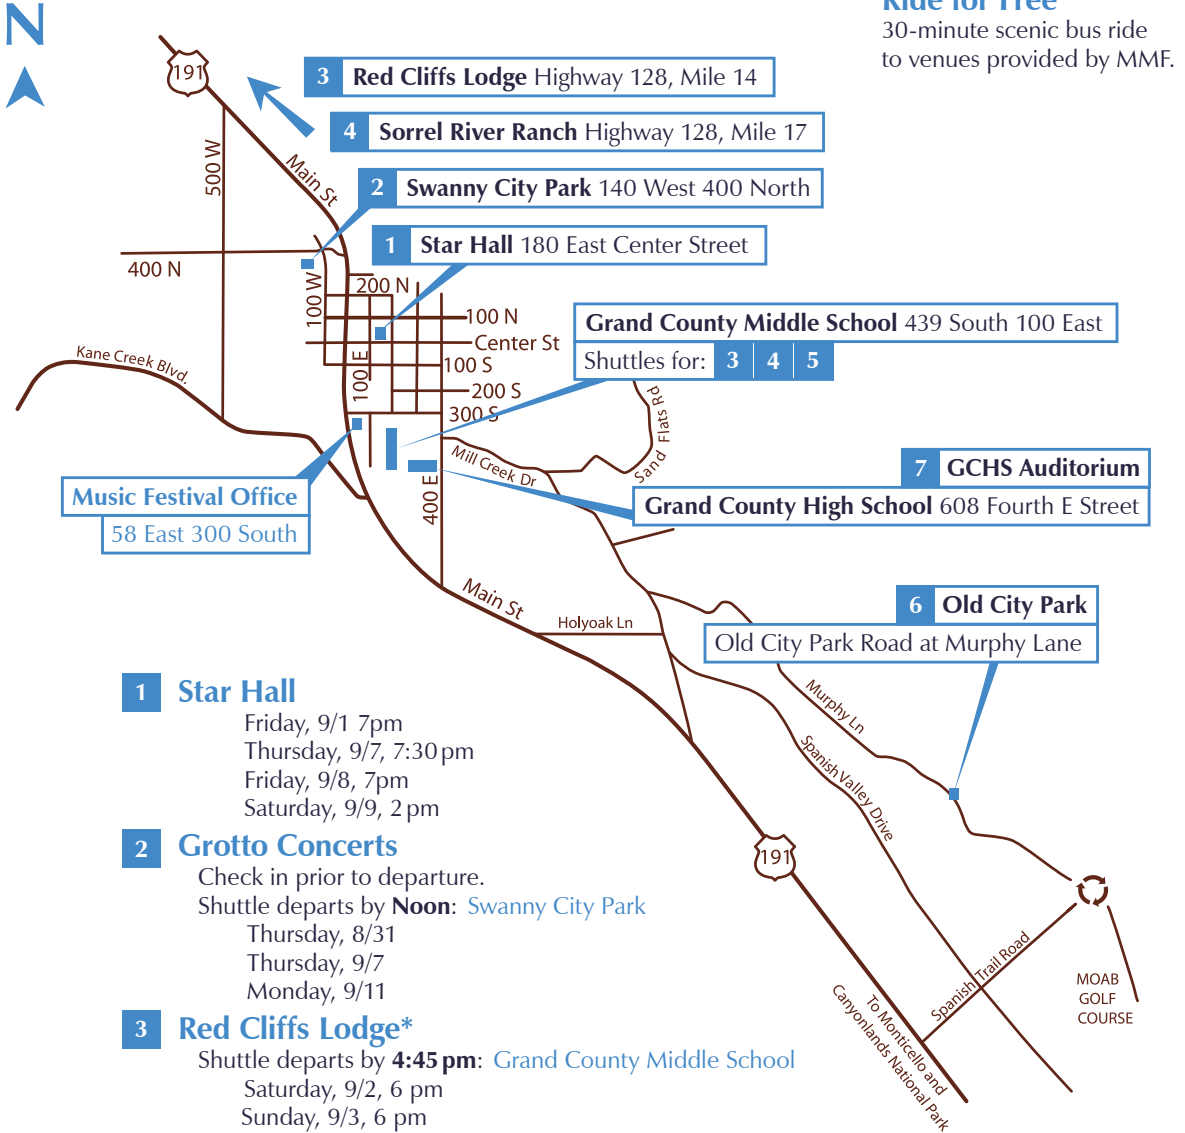 N
Ride for Free
30-minute scenic bus ride
to venues provided by MMF.
191
3 Red Cliffs Lodge Highway 128, Mile 14
4 Sorrel River Ranch Highway 128, Mile 17
500 W
Main St
2 Swanny City Park 140 West 400 North
1 Star Hall 180 East Center Street
400 N
100 W
200 N
100 N
Center St
100 E
100 S
200 S
300 S
Kane Creek Blvd.
Grand County Middle School 439 South 100 East
Shuttles for: 3 4 5
Sand Flats Rd
Mill Creek Dr
400 E
7 GCHS Auditorium
Grand County High School 608 Fourth E Street
Music Festival Office
58 East 300 South
Main St
Holyoak Ln
6 Old City Park
Old City Park Road at Murphy Lane
Murphy Ln
Spanish Valley Drive
191
Spanish Trail Road
MOAB
GOLF
COURSE
To Monticello and
Canyonlands National Park
1 Star Hall
Friday, 9/1 7pm
Thursday, 9/7, 7:30 pm
Friday, 9/8, 7pm
Saturday, 9/9, 2 pm
2 Grotto Concerts
Check in prior to departure.
Shuttle departs by Noon: Swanny City Park
Thursday, 8/31
Thursday, 9/7
Monday, 9/11
3 Red Cliffs Lodge*
Shuttle departs by 4:45 pm: Grand County Middle School
Saturday, 9/2, 6 pm
Sunday, 9/3, 6 pm